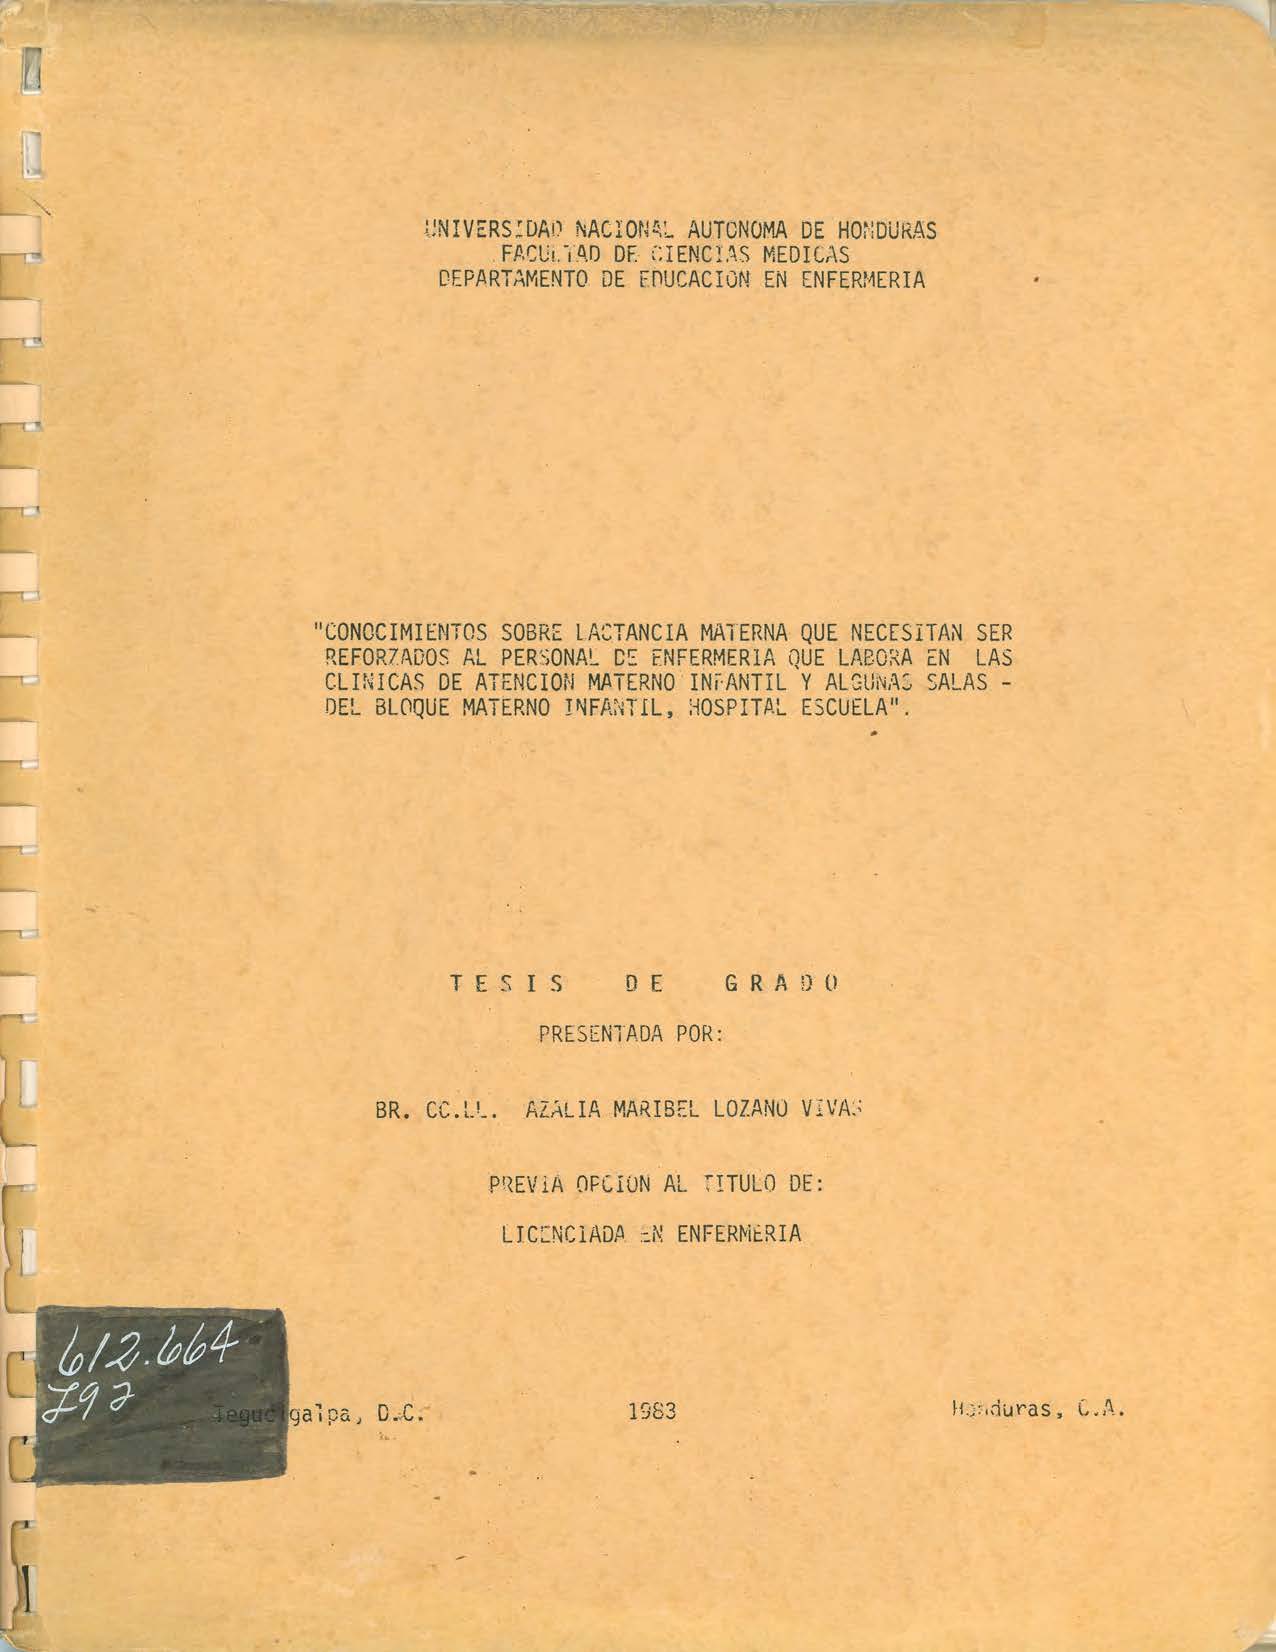 UNIVERSIDAD NACIONAL AUTONOMA DE HONDURAS
FACULTAD DE CIENCIAS MEDICAS
DEPARTAMENTO DE EDUCACION EN ENFERMERIA
"CONOCIMIENTOS SOBRE LACTANCIA MATERNA QUE NECESITAN SER
REFORZADOS AL PERSONAL DE ENFERMERIA QUE LABORA EN LAS
CLINICAS DE ATENCION MATERNO INFANTIL Y ALGUNAS SALAS -
DEL BLOQUE MATERNO INFANTIL, HOSPITAL ESCUELA".
T E S I S D E G R A D O
PRESENTADA POR:
BR. CC.LL. AZALIA MARIBEL LOZANO VIVAS
PREVIA OPCION AL TITULO DE:
LICENCIADA EN ENFERMERIA
612.664
Tegucigalpa, D.C. 1983 Honduras, C.A.